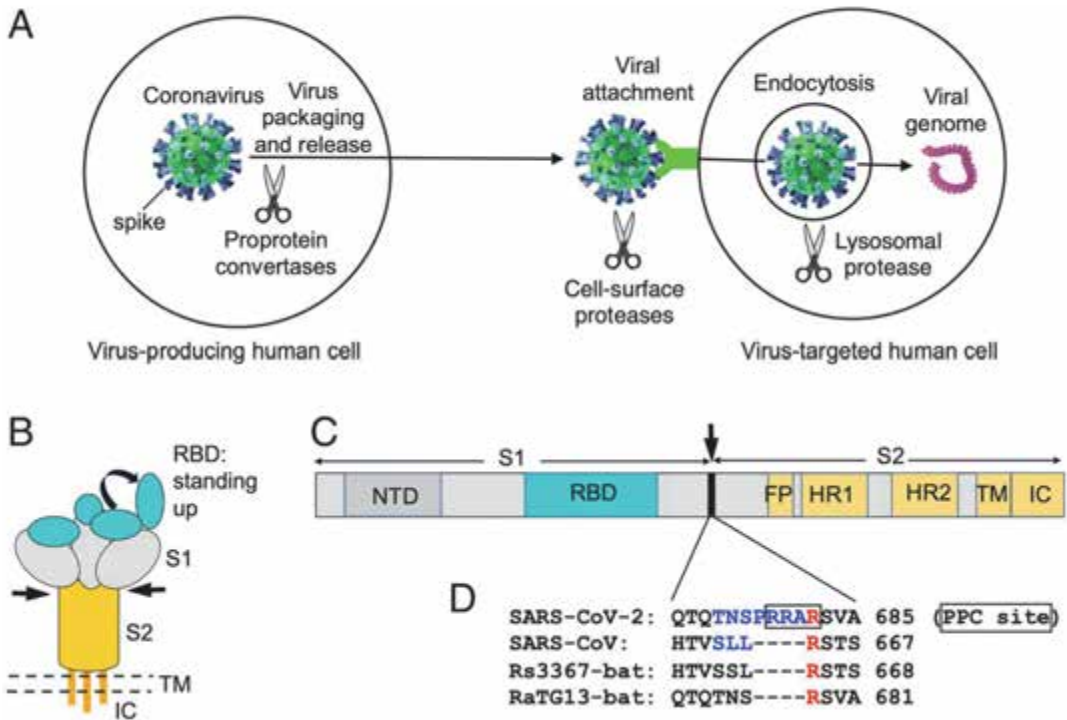 A
Coronavirus
Virus
packaging
and release
spike
Proprotein
convertases
Virus-producing human cell
Viral
attachment
Cell-surface
proteases
Endocytosis
Viral
genome
Lysosomal
protease
Virus-targeted human cell
B
RBD:
standing
up
S1
S2
TM
IC
C
S1
S2
NTD
RBD
FP
HR1
HR2
TM
IC
D
SARS-CoV-2: QTQTNSPRRARSVA 685 (PPC site)
SARS-CoV: HTVSLL----RSTS 667
Rs3367-bat: HTVSSL----RSTS 668
RaTG13-bat: QTQTNS----RSVA 681